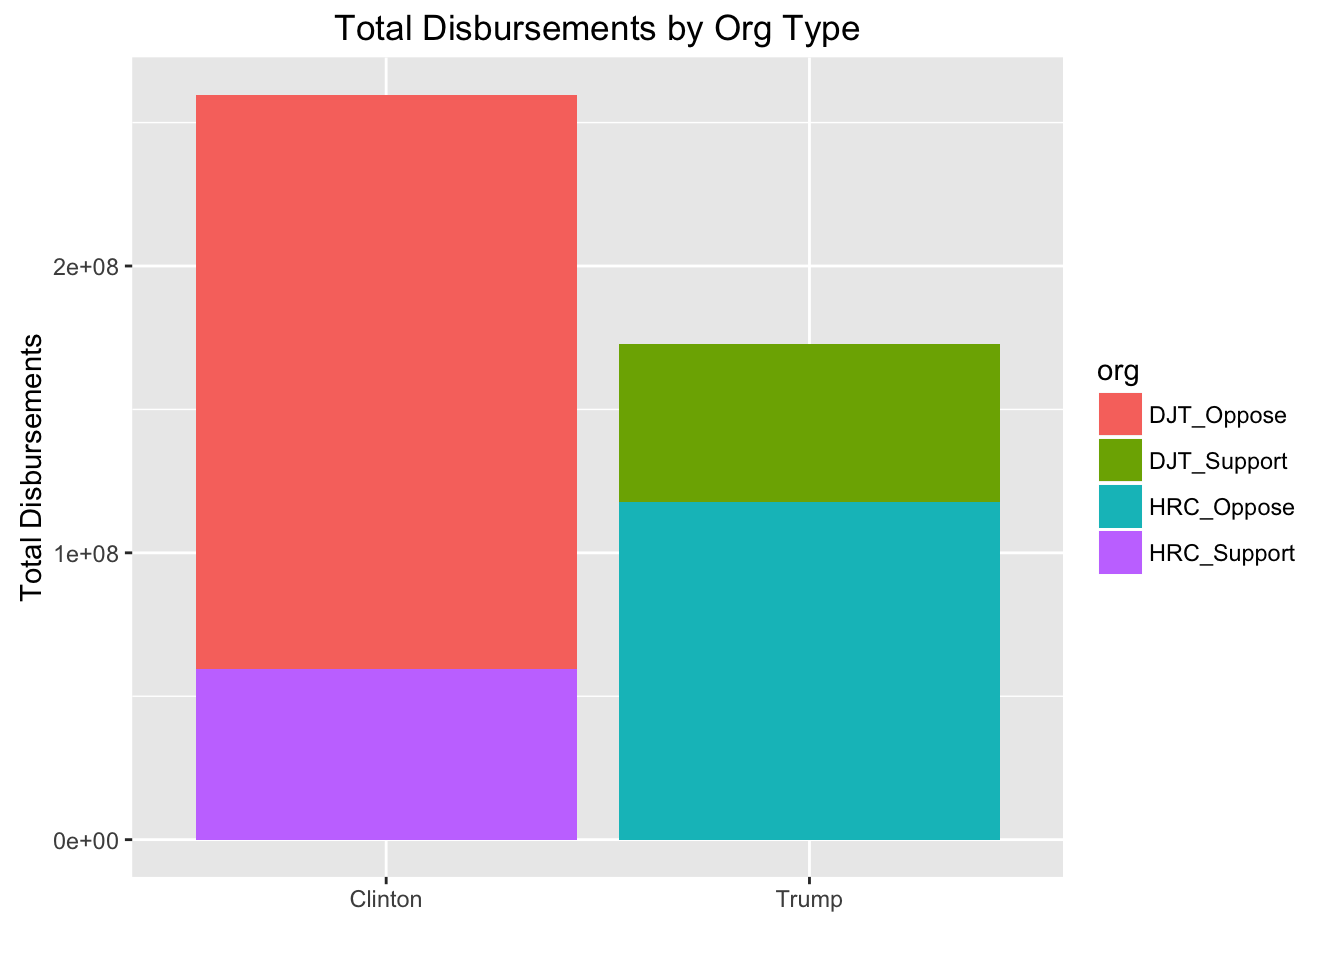 Total Disbursements by Org Type
Total Disbursements
2e+08
1e+08
0e+00
Clinton
Trump
org
DJT_Oppose
DJT_Support
HRC_Oppose
HRC_Support